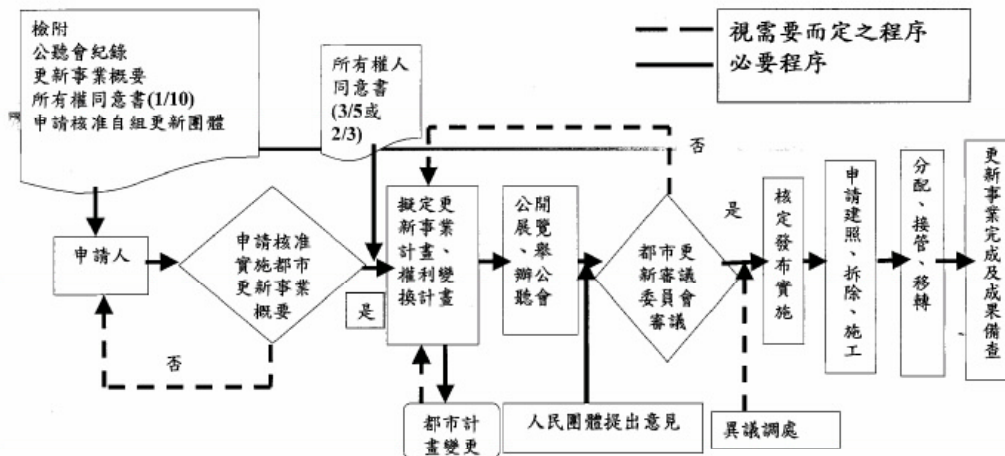 檢附
公聽會紀錄
更新事業概要
所有權同意書(1/10)
申請核准自組更新團體
所有權人
同意書
(3/5或
2/3)
視需要而定之程序
必要程序
申請人
申請核准
實施都市
更新事業
概要
否
是
擬定更
新事業
計畫、
權利變
換計畫
都市計
畫變更
公開
展覽
、舉
辦公
聽會
人民團體提出意見
都市更
新審議
委員會
審議
否
是
異議調處
核定發布實施
申請建照、拆除、施工
分配、接管、移轉
更新事業完成及成果備查